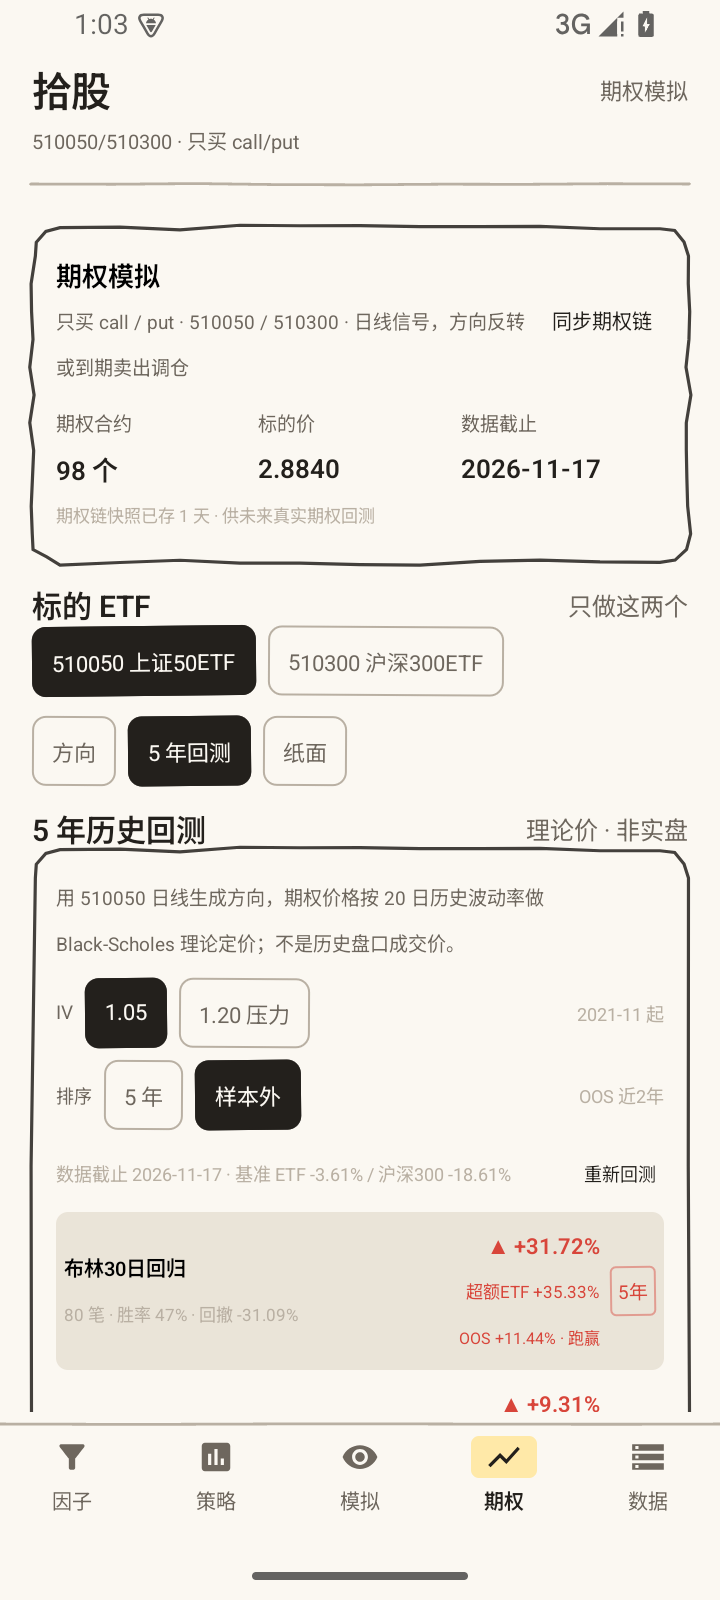 1:03
3G
拾股
期权模拟
510050/510300 · 只买 call/put
期权模拟
只买 call / put · 510050 / 510300 · 日线信号，方向反转
或到期卖出调仓
同步期权链
期权合约 标的价 数据截止
98 个 2.8840 2026-11-17
期权链快照已存 1 天 · 供未来真实期权回测
标的 ETF
只做这两个
510050 上证50ETF
510300 沪深300ETF
方向
5 年回测
纸面
5 年历史回测
理论价 · 非实盘
用 510050 日线生成方向，期权价格按 20 日历史波动率做
Black-Scholes 理论定价；不是历史盘口成交价。
IV 1.05 1.20 压力 2021-11 起
排序 5 年 样本外 OOS 近2年
数据截止 2026-11-17 · 基准 ETF -3.61% / 沪深300 -18.61%
重新回测
布林30日回归
80 笔 · 胜率 47% · 回撤 -31.09%
▲ +31.72%
超额ETF +35.33%
OOS +11.44% · 跑赢
5年
▲ +9.31%
因子 策略 模拟 期权 数据